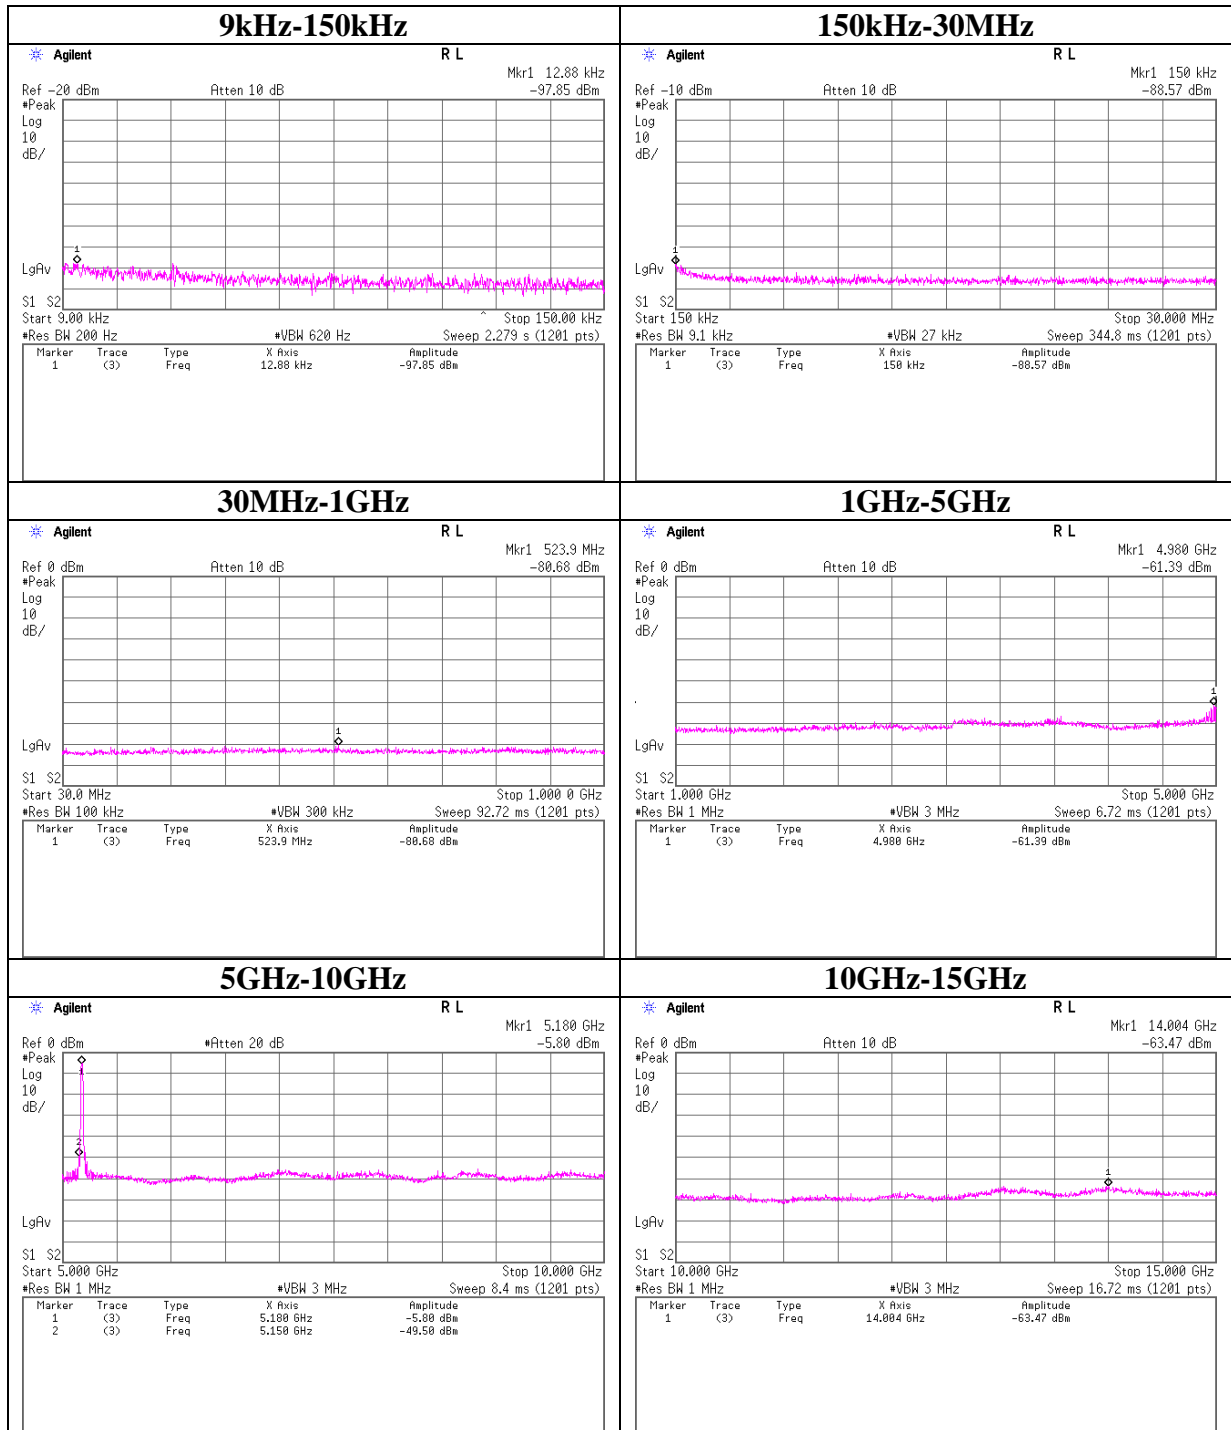 9kHz-150kHz
Agilent R L
Mkr1 12.88 kHz
Ref -20 dBm Atten 10 dB -97.85 dBm
#Peak
Log
10
dB/
1
LgAv
S1 S2
Start 9.00 kHz ^ Stop 150.00 kHz
#Res BW 200 Hz #VBW 620 Hz Sweep 2.279 s (1201 pts)
Marker Trace Type X Axis Amplitude
1 (3) Freq 12.88 kHz -97.85 dBm
150kHz-30MHz
Agilent R L
Mkr1 150 kHz
Ref -10 dBm Atten 10 dB -88.57 dBm
#Peak
Log
10
dB/
1
LgAv
S1 S2
Start 150 kHz Stop 30.000 MHz
#Res BW 9.1 kHz #VBW 27 kHz Sweep 344.8 ms (1201 pts)
Marker Trace Type X Axis Amplitude
1 (3) Freq 150 kHz -88.57 dBm
30MHz-1GHz
Agilent R L
Mkr1 523.9 MHz
Ref 0 dBm Atten 10 dB -80.68 dBm
#Peak
Log
10
dB/
1
LgAv
S1 S2
Start 30.0 MHz Stop 1.000 0 GHz
#Res BW 100 kHz #VBW 300 kHz Sweep 92.72 ms (1201 pts)
Marker Trace Type X Axis Amplitude
1 (3) Freq 523.9 MHz -80.68 dBm
1GHz-5GHz
Agilent R L
Mkr1 4.980 GHz
Ref 0 dBm Atten 10 dB -61.39 dBm
#Peak
Log
10
dB/
1
LgAv
S1 S2
Start 1.000 GHz Stop 5.000 GHz
#Res BW 1 MHz #VBW 3 MHz Sweep 6.72 ms (1201 pts)
Marker Trace Type X Axis Amplitude
1 (3) Freq 4.980 GHz -61.39 dBm
5GHz-10GHz
Agilent R L
Mkr1 5.180 GHz
Ref 0 dBm #Atten 20 dB -5.80 dBm
#Peak
Log
10
dB/
1
2
LgAv
S1 S2
Start 5.000 GHz Stop 10.000 GHz
#Res BW 1 MHz #VBW 3 MHz Sweep 8.4 ms (1201 pts)
Marker Trace Type X Axis Amplitude
1 (3) Freq 5.180 GHz -5.80 dBm
2 (3) Freq 5.150 GHz -49.50 dBm
10GHz-15GHz
Agilent R L
Mkr1 14.004 GHz
Ref 0 dBm Atten 10 dB -63.47 dBm
#Peak
Log
10
dB/
1
LgAv
S1 S2
Start 10.000 GHz Stop 15.000 GHz
#Res BW 1 MHz #VBW 3 MHz Sweep 16.72 ms (1201 pts)
Marker Trace Type X Axis Amplitude
1 (3) Freq 14.004 GHz -63.47 dBm